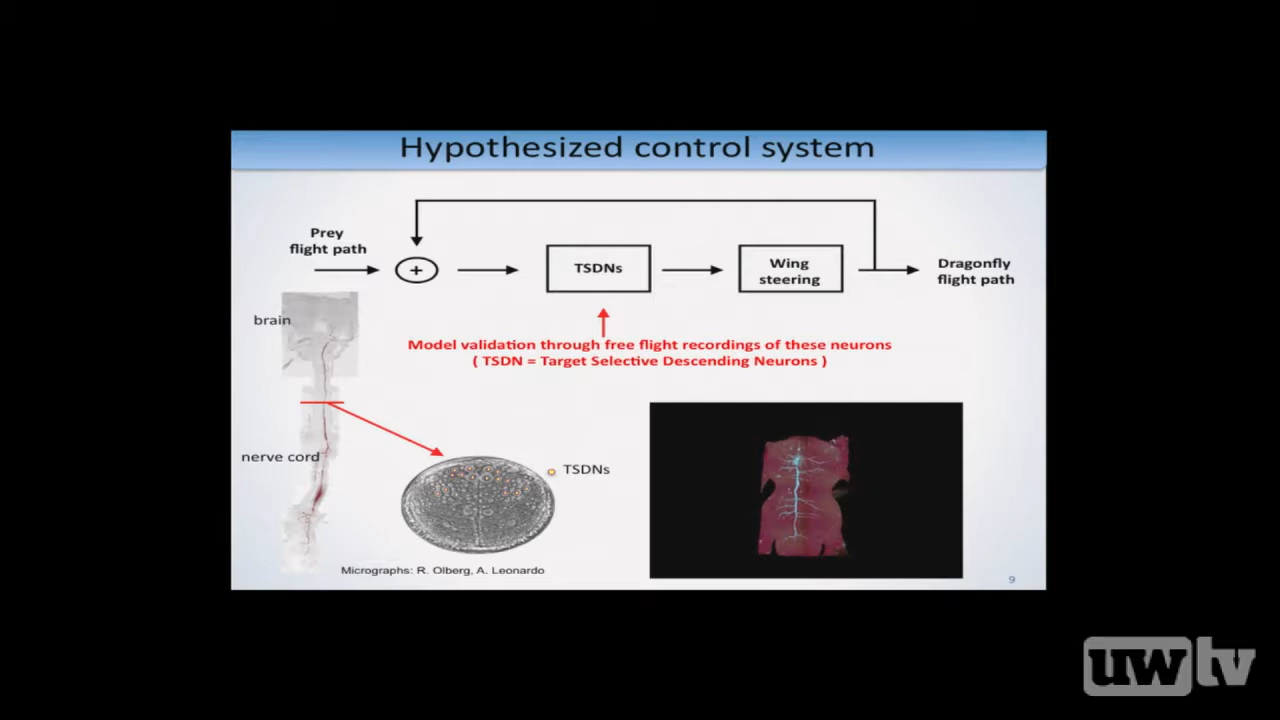 Hypothesized control system
Prey
flight path
+
TSDNs
Wing
steering
Dragonfly
flight path
brain
Model validation through free flight recordings of these neurons
( TSDN = Target Selective Descending Neurons )
nerve cord
TSDNs
Micrographs: R. Olberg, A. Leonardo
9
uwtv